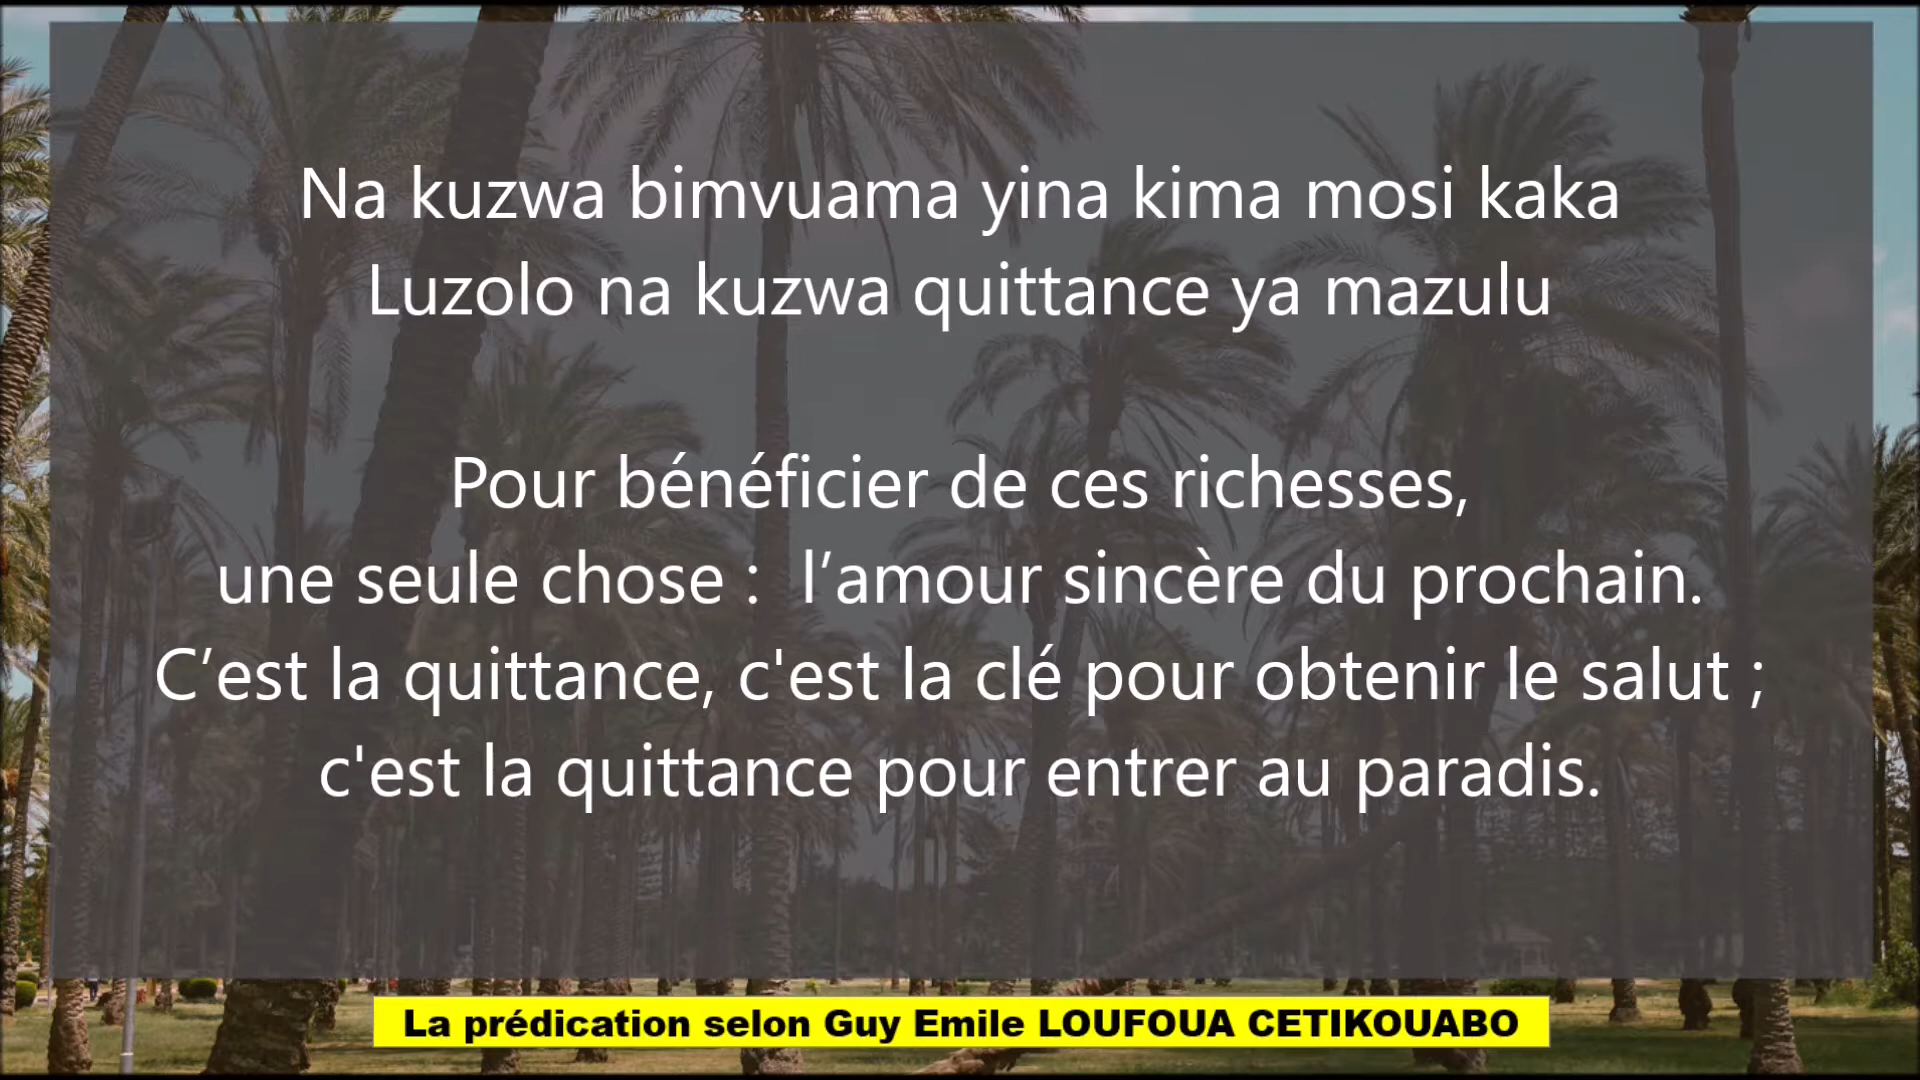 Na kuzwa bimvuama yina kima mosi kaka
Luzolo na kuzwa quittance ya mazulu
Pour bénéficier de ces richesses,
une seule chose :  l’amour sincère du prochain.
C’est la quittance, c'est la clé pour obtenir le salut ;
c'est la quittance pour entrer au paradis.
La prédication selon Guy Emile LOUFOUA CETIKOUABO